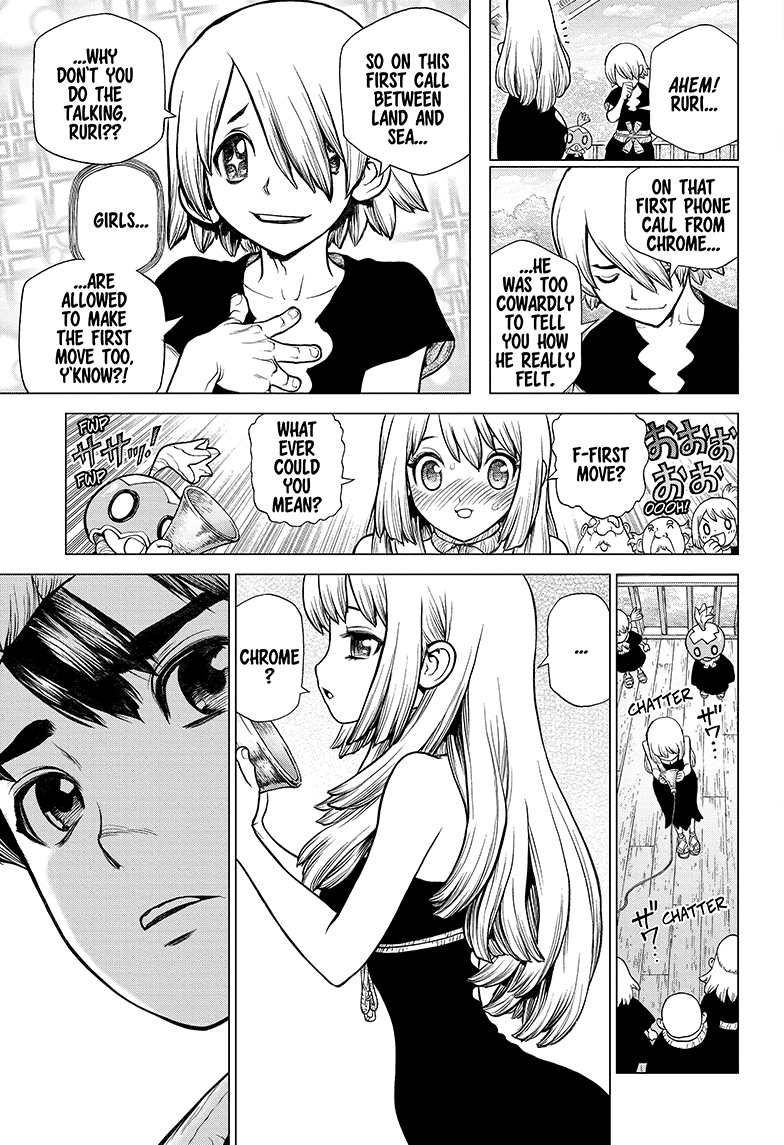 AHEM!
RURI...
ON THAT
FIRST PHONE
CALL FROM
CHROME...
...HE
WAS TOO
COWARDLY
TO TELL
YOU HOW
HE REALLY
FELT.
SO ON THIS
FIRST CALL
BETWEEN
LAND AND
SEA...
...WHY
DON'T YOU
DO THE
TALKING,
RURI??
GIRLS...
...ARE
ALLOWED
TO MAKE
THE FIRST
MOVE TOO,
Y'KNOW?!
おおお
おお
OOOH!
F-FIRST
MOVE?
WHAT
EVER
COULD
YOU
MEAN?
FWP
ササッ!
FWP
CHATTER
ザワ…
ザワ…
CHATTER
...
CHROME
?